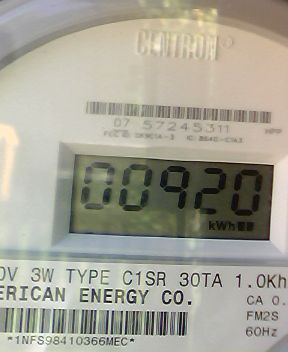 CENTRON®
07 57245311
HPP
00920
kWh
0V 3W TYPE C1SR 30TA 1.0Kh
ERICAN ENERGY CO.
CA 0.
FM2S
60Hz
*1NFS98410366MEC*